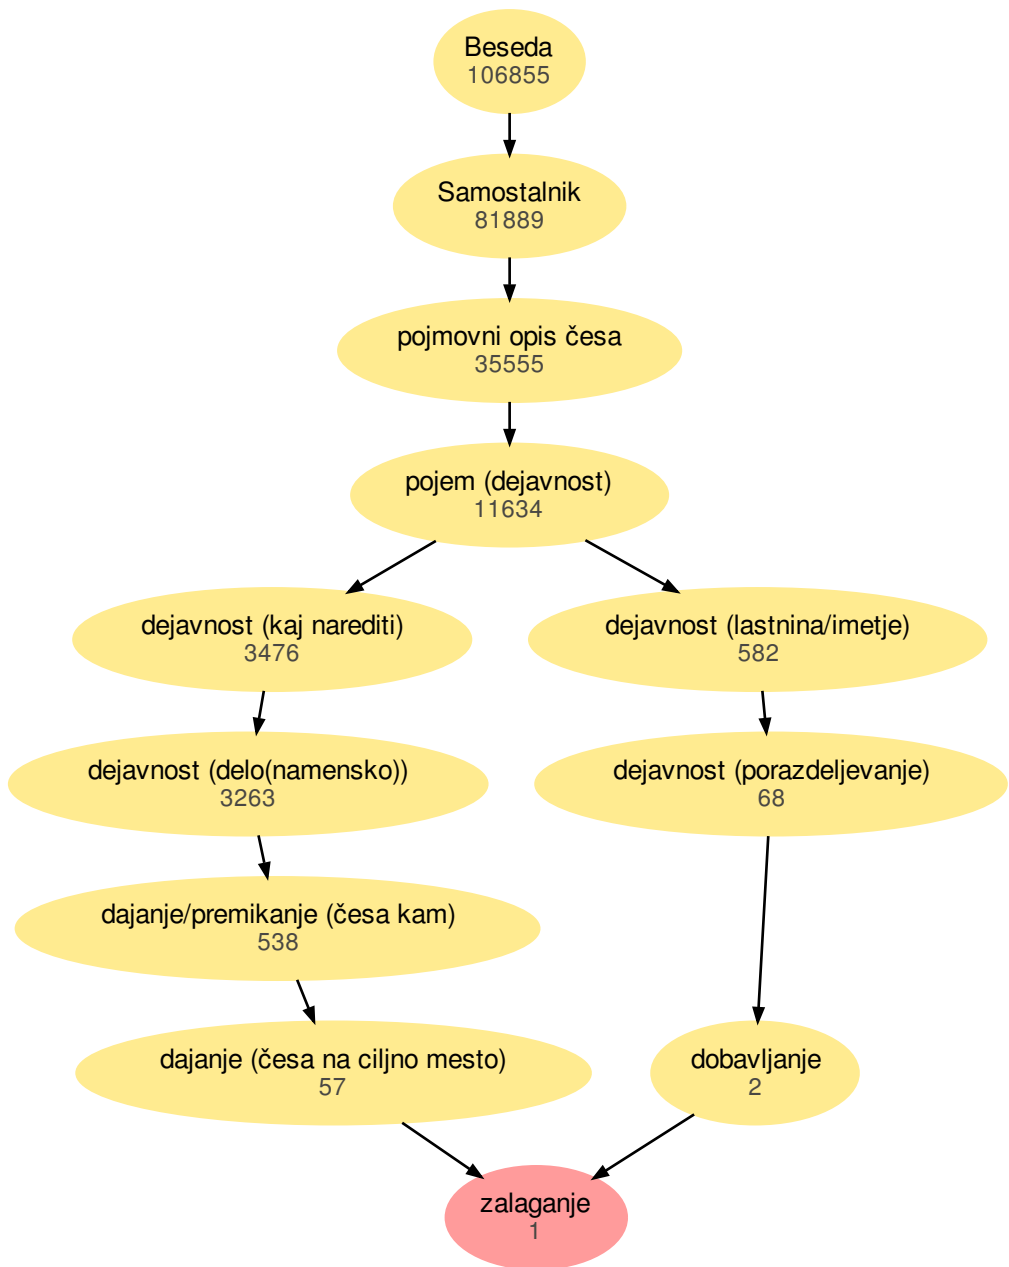 Beseda
106855
Samostalnik
81889
pojmovni opis česa
35555
pojem (dejavnost)
11634
dejavnost (kaj narediti)
3476
dejavnost (lastnina/imetje)
582
dejavnost (delo(namensko))
3263
dejavnost (porazdeljevanje)
68
dajanje/premikanje (česa kam)
538
dajanje (česa na ciljno mesto)
57
dobavljanje
2
zalaganje
1